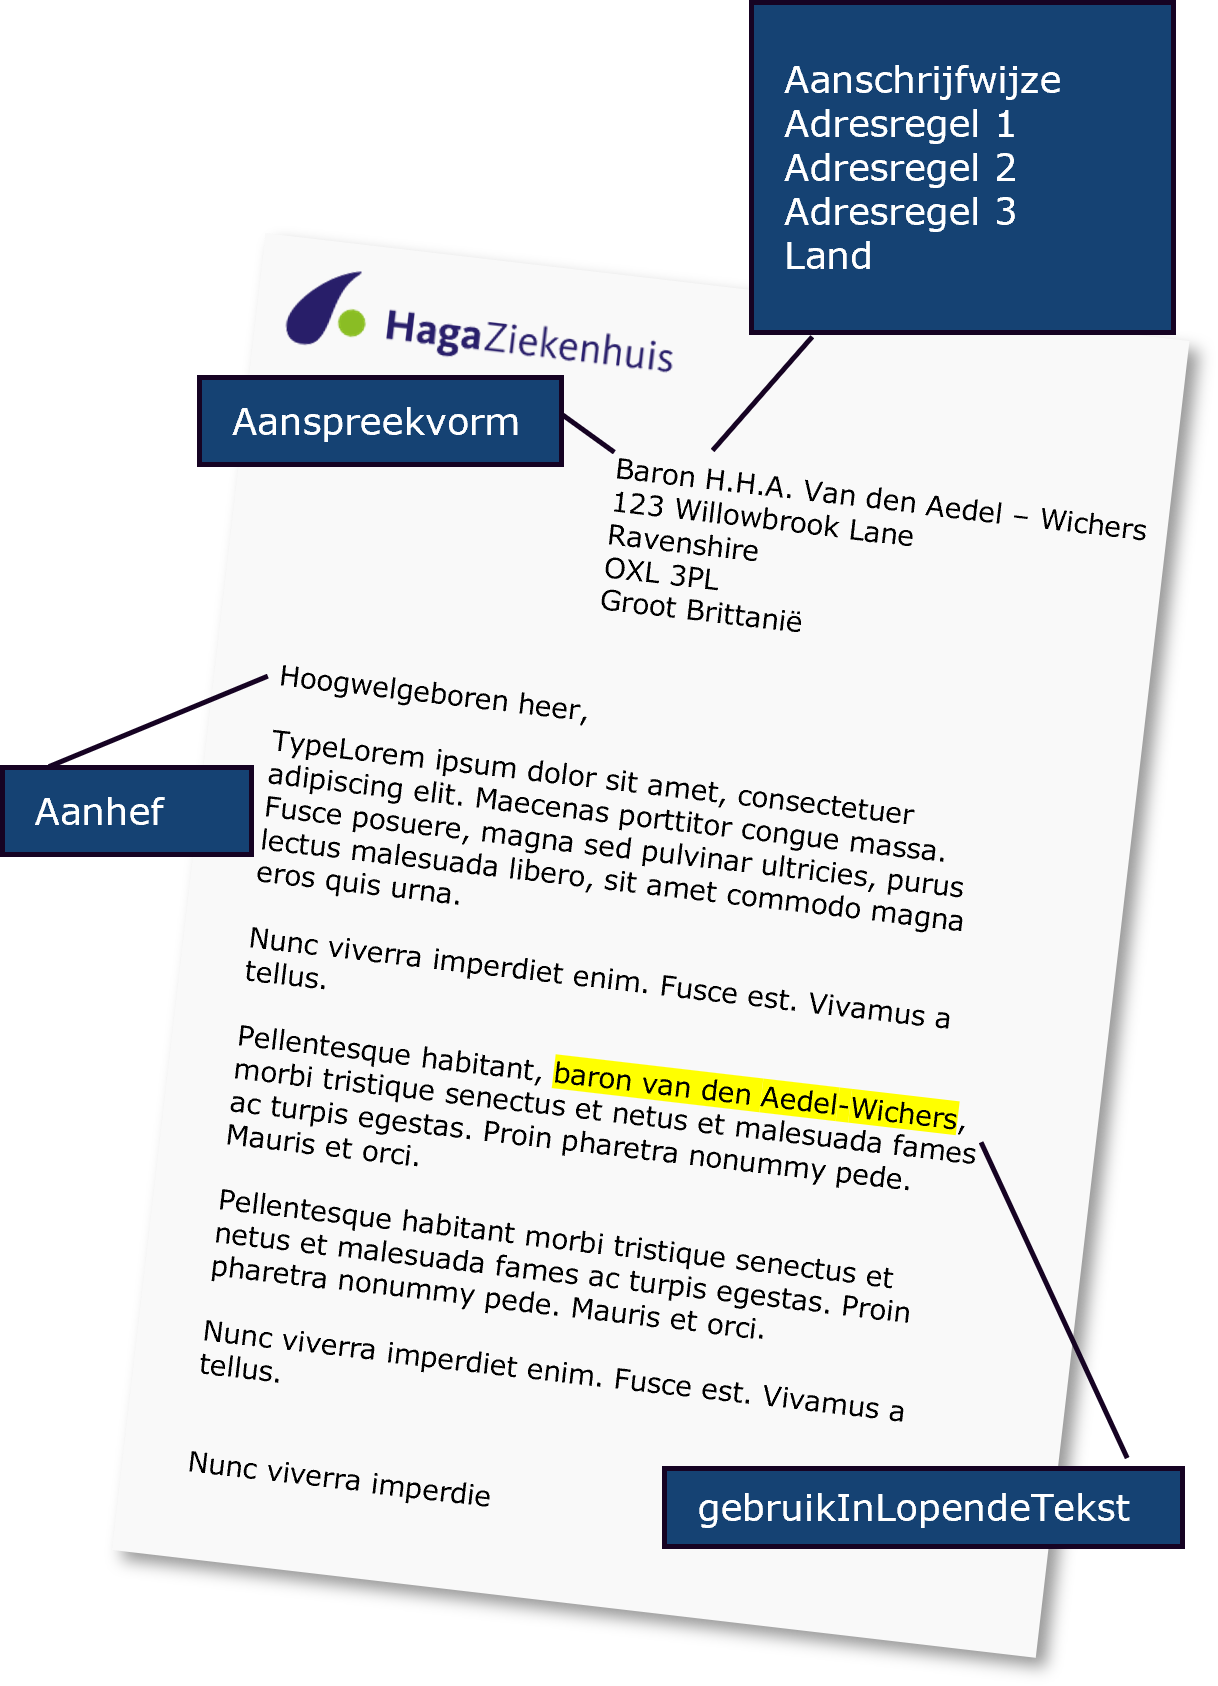 Aanschrijfwijze
Adresregel 1
Adresregel 2
Adresregel 3
Land
HagaZiekenhuis
Aanspreekvorm
Baron H.H.A. Van den Aedel – Wichers
123 Willowbrook Lane
Ravenshire
OXL 3PL
Groot Brittanië
Hoogwelgeboren heer,
Aanhef
TypeLorem ipsum dolor sit amet, consectetuer
adipiscing elit. Maecenas porttitor congue massa.
Fusce posuere, magna sed pulvinar ultricies, purus
lectus malesuada libero, sit amet commodo magna
eros quis urna.
Nunc viverra imperdiet enim. Fusce est. Vivamus a
tellus.
Pellentesque habitant, baron van den Aedel-Wichers,
morbi tristique senectus et netus et malesuada fames
ac turpis egestas. Proin pharetra nonummy pede.
Mauris et orci.
Pellentesque habitant morbi tristique senectus et
netus et malesuada fames ac turpis egestas. Proin
pharetra nonummy pede. Mauris et orci.
Nunc viverra imperdiet enim. Fusce est. Vivamus a
tellus.
Nunc viverra imperdie
gebruikInLopendeTekst